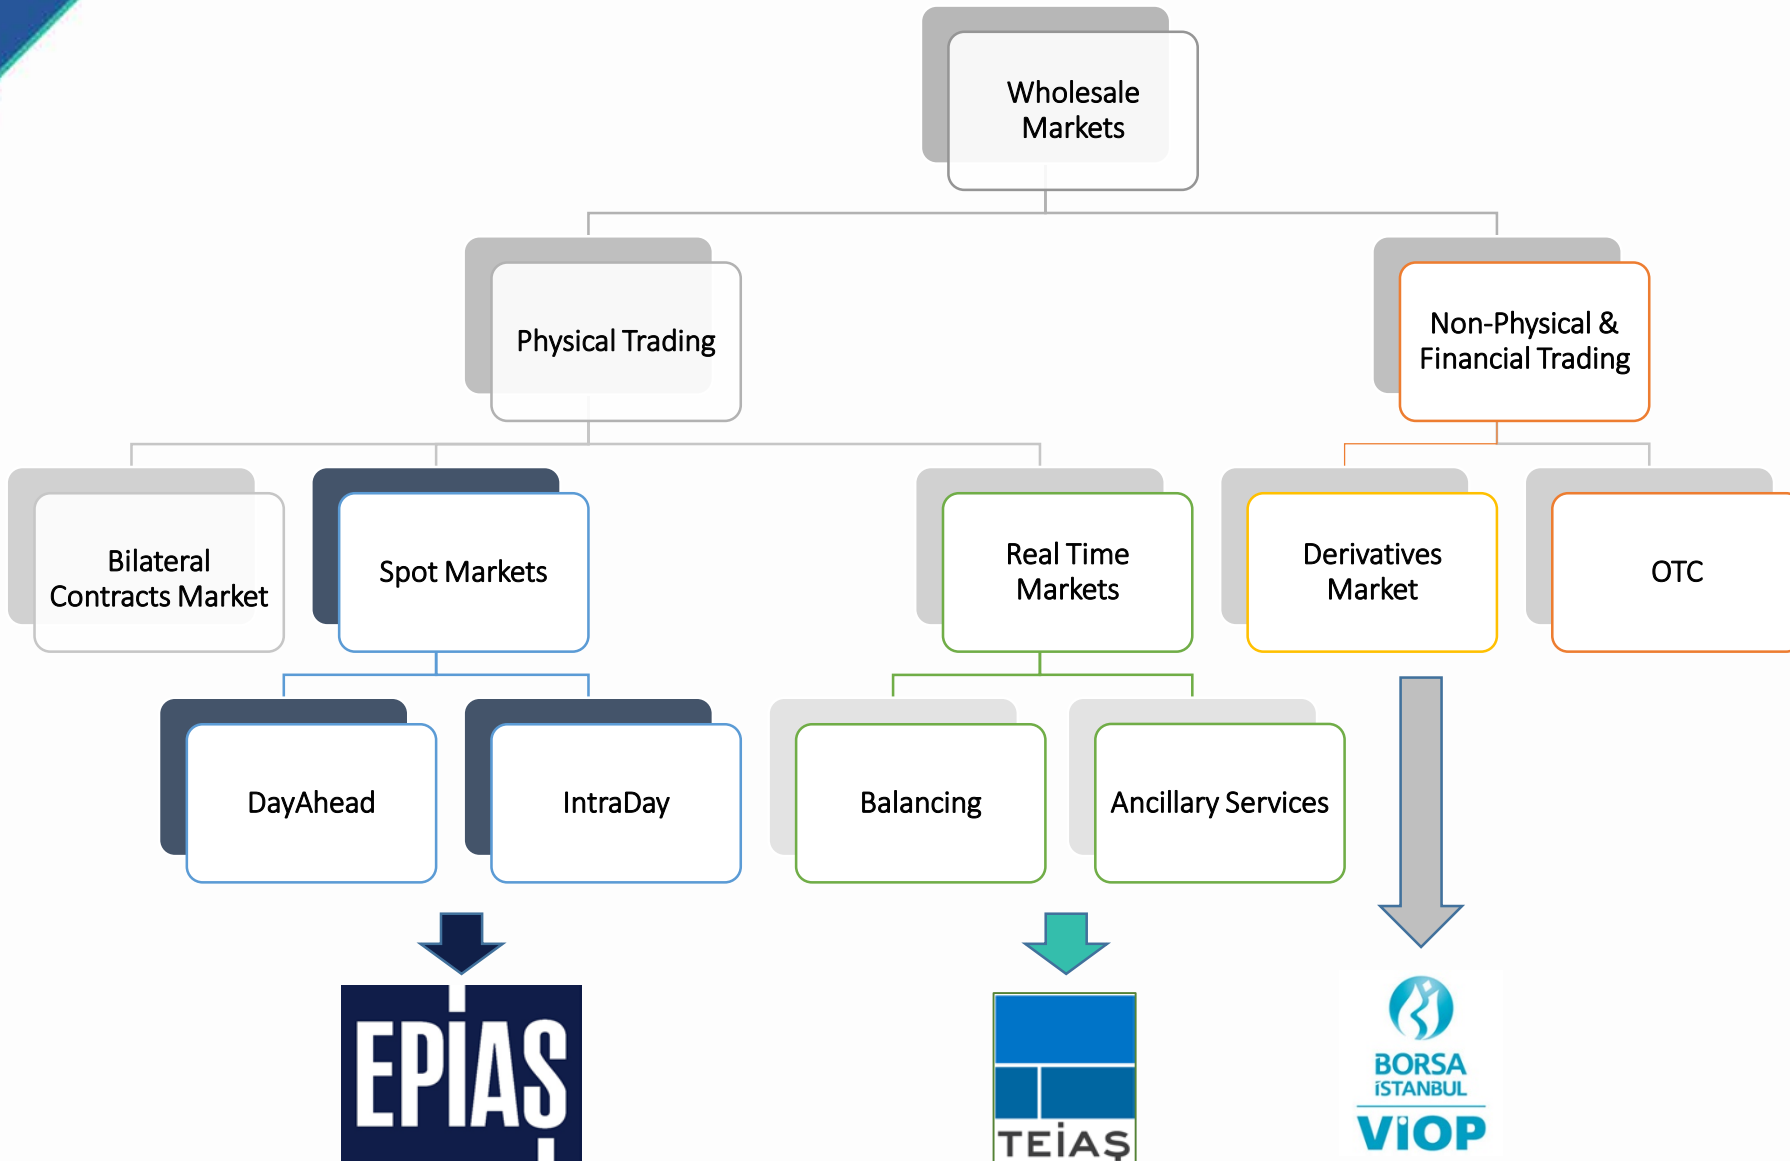 Wholesale
Markets
Physical Trading
Non-Physical &
Financial Trading
Bilateral
Contracts Market
Spot Markets
Real Time
Markets
Derivatives
Market
OTC
DayAhead
IntraDay
Balancing
Ancillary Services
EPİAŞ
TEİAŞ
BORSA
İSTANBUL
VİOP